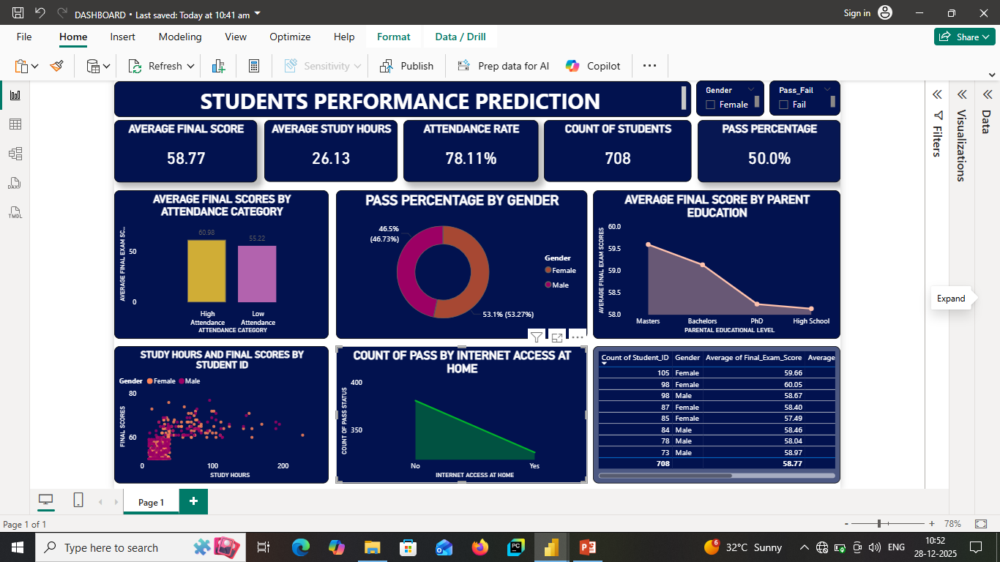 DASHBOARD • Last saved: Today at 10:41 am
Sign in
File Home Insert Modeling View Optimize Help Format Data / Drill
Share
Refresh
Sensitivity
Publish
Prep data for AI
Copilot
STUDENTS PERFORMANCE PREDICTION
Gender
Female
Pass_Fail
Fail
AVERAGE FINAL SCORE
58.77
AVERAGE STUDY HOURS
26.13
ATTENDANCE RATE
78.11%
COUNT OF STUDENTS
708
PASS PERCENTAGE
50.0%
AVERAGE FINAL SCORES BY
ATTENDANCE CATEGORY
AVERAGE FINAL EXAM SC...
50
0
60.98
55.22
High
Attendance
Low
Attendance
ATTENDANCE CATEGORY
PASS PERCENTAGE BY GENDER
46.5%
(46.73%)
53.1% (53.27%)
Gender
Female
Male
AVERAGE FINAL SCORE BY PARENT
EDUCATION
AVERAGE FINAL EXAM SCORES
60.0
59.5
59.0
58.5
58.0
Masters Bachelors PhD High School
PARENTAL EDUCATIONAL LEVEL
STUDY HOURS AND FINAL SCORES BY
STUDENT ID
Gender Female Male
FINAL SCORES
80
60
0 100 200
STUDY HOURS
COUNT OF PASS BY INTERNET ACCESS AT
HOME
COUNT OF PASS STATUS
400
350
No Yes
INTERNET ACCESS AT HOME
Count of Student_ID Gender Average of Final_Exam_Score Average
105 Female 59.66
98 Female 60.05
98 Male 58.67
87 Female 58.40
85 Female 57.49
84 Male 58.46
78 Male 58.04
73 Male 58.97
708 58.77
Filters
Visualizations
Data
Expand
DAX
TMDL
Page 1
Page 1 of 1
78%
Type here to search
PC
6
32°C Sunny
ENG
10:52
28-12-2025